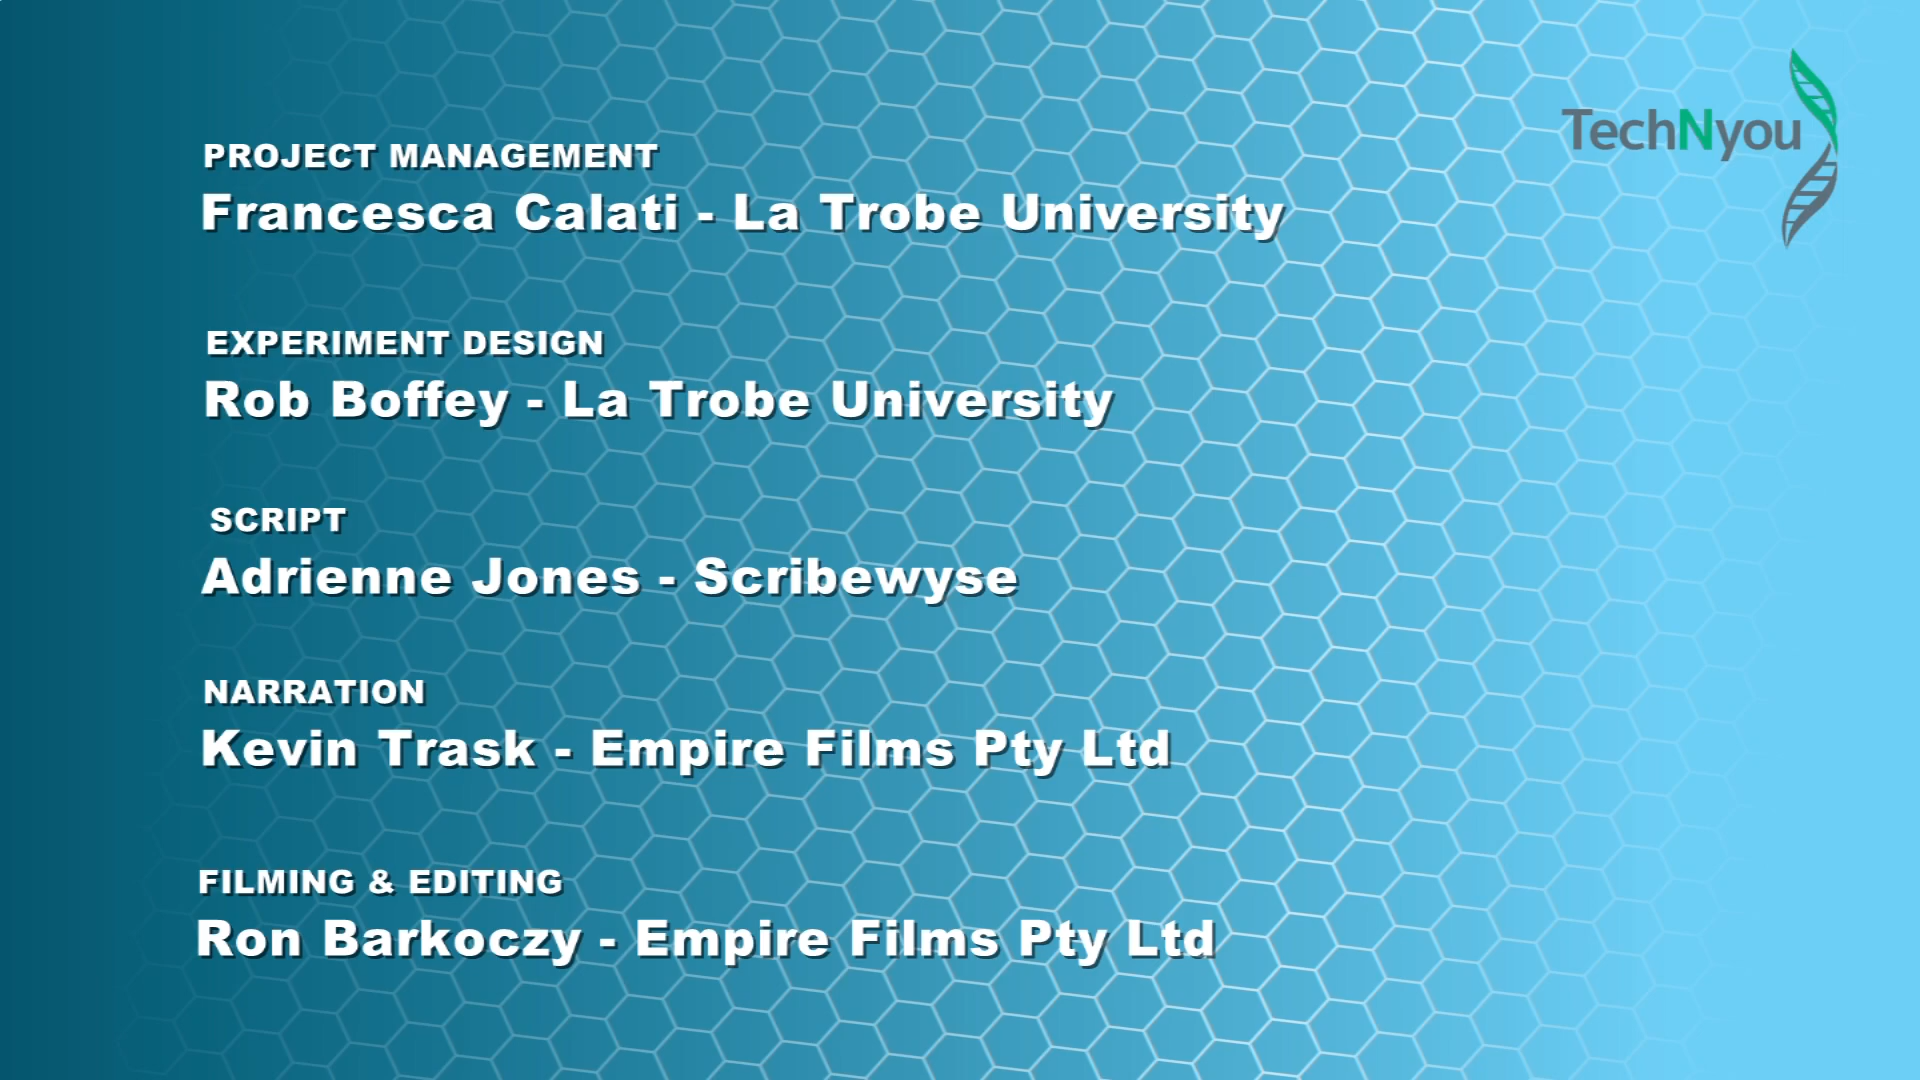 TechNyou
PROJECT MANAGEMENT
Francesca Calati - La Trobe University
EXPERIMENT DESIGN
Rob Boffey - La Trobe University
SCRIPT
Adrienne Jones - Scribewyse
NARRATION
Kevin Trask - Empire Films Pty Ltd
FILMING & EDITING
Ron Barkoczy - Empire Films Pty Ltd